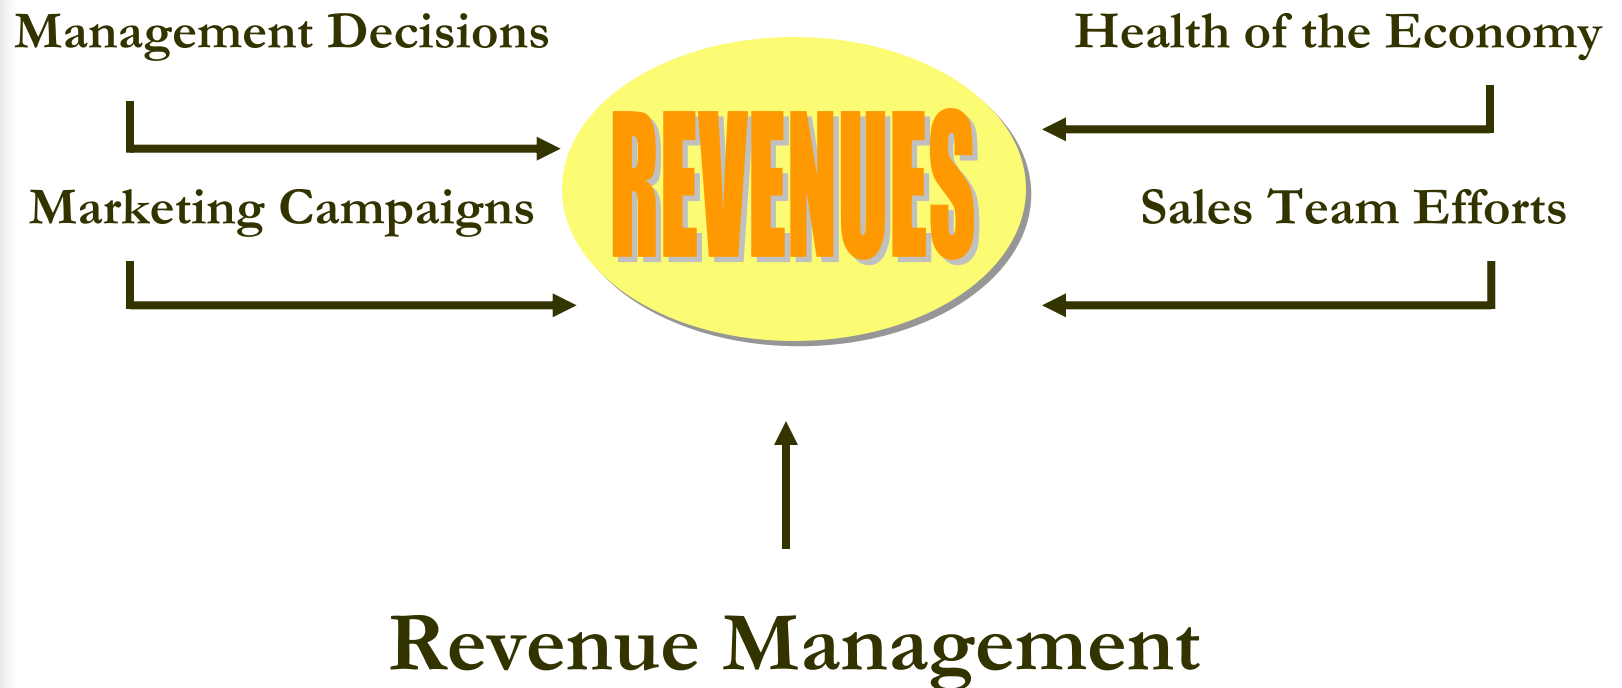 Management Decisions
Health of the Economy
REVENUES
Marketing Campaigns
Sales Team Efforts
Revenue Management